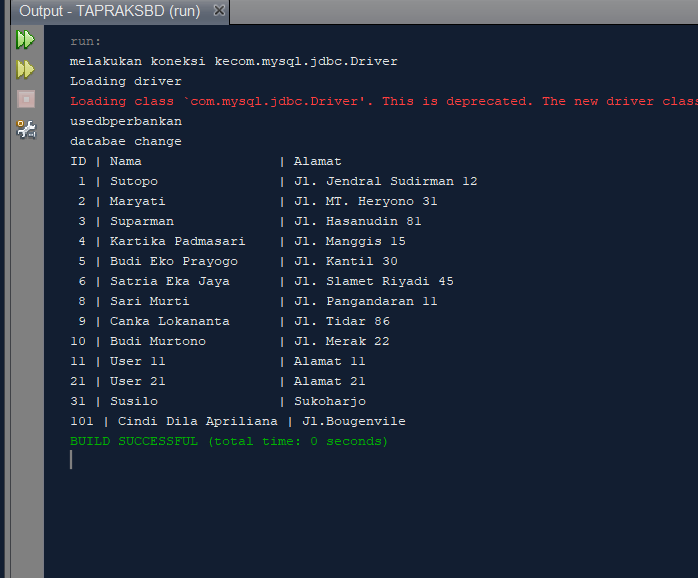 Output - TAPRAKSBD (run)
run:
melakukan koneksi kecom.mysql.jdbc.Driver
Loading driver
Loading class `com.mysql.jdbc.Driver'. This is deprecated. The new driver clas
usedbperbankan
databae change
ID | Nama | Alamat
1 | Sutopo | Jl. Jendral Sudirman 12
2 | Maryati | Jl. MT. Heryono 31
3 | Suparman | Jl. Hasanudin 81
4 | Kartika Padmasari | Jl. Manggis 15
5 | Budi Eko Prayogo | Jl. Kantil 30
6 | Satria Eka Jaya | Jl. Slamet Riyadi 45
8 | Sari Murti | Jl. Pangandaran 11
9 | Canka Lokananta | Jl. Tidar 86
10 | Budi Murtono | Jl. Merak 22
11 | User 11 | Alamat 11
21 | User 21 | Alamat 21
31 | Susilo | Sukoharjo
101 | Cindi Dila Apriliana | Jl.Bougenvile
BUILD SUCCESSFUL (total time: 0 seconds)